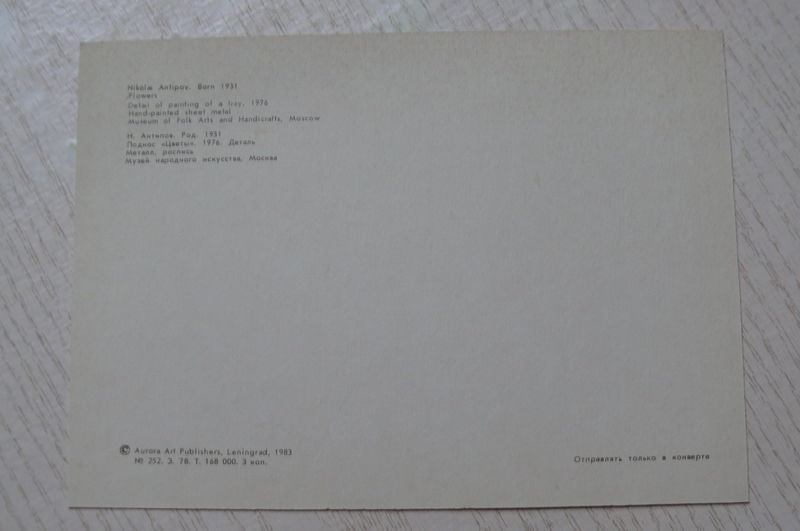 Nikolai Antipov. Born 1931
Flowers
Detail of painting of a tray. 1976
Hand-painted sheet metal
Museum of Folk Arts and Handicrafts, Moscow
Н. Антипов. Род. 1931
Поднос «Цветы». 1976. Деталь
Металл, роспись
Музей народного искусства, Москва
© Aurora Art Publishers, Leningrad, 1983
№ 252. З. 78. Т. 168 000. 3 коп.
Отправлять только в конверте